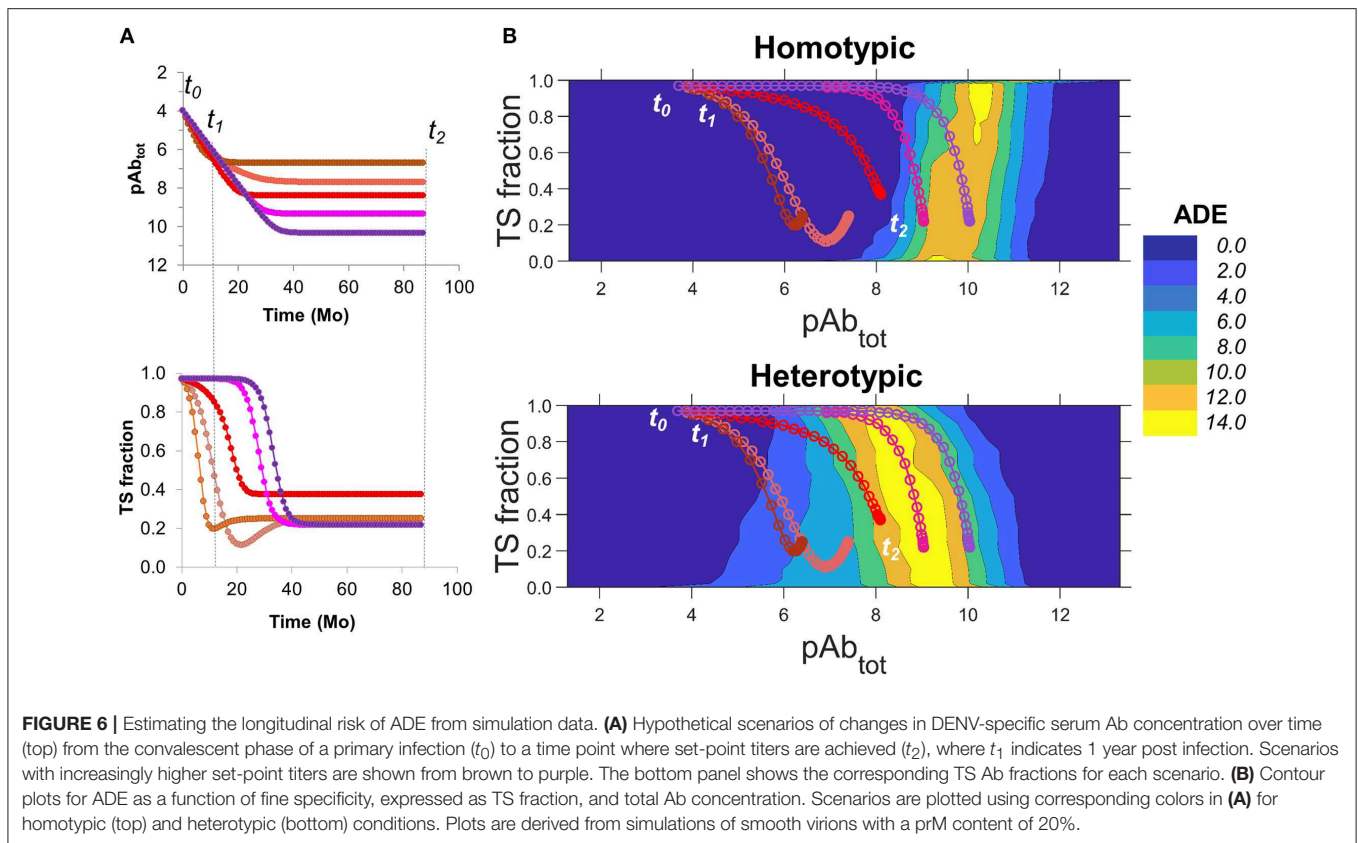 A
2
4
6
8
10
12
pAbtot
t0
t1
t2
0 20 40 60 80 100
Time (Mo)
1.0
0.8
0.6
0.4
0.2
0.0
TS fraction
0 20 40 60 80 100
Time (Mo)
B
Homotypic
1.0
0.8
0.6
0.4
0.2
0.0
TS fraction
t0
t1
t2
2 4 6 8 10 12
pAbtot
Heterotypic
1.0
0.8
0.6
0.4
0.2
0.0
TS fraction
t0
t1
t2
2 4 6 8 10 12
pAbtot
ADE
0.0
2.0
4.0
6.0
8.0
10.0
12.0
14.0
FIGURE 6 | Estimating the longitudinal risk of ADE from simulation data. (A) Hypothetical scenarios of changes in DENV-specific serum Ab concentration over time
(top) from the convalescent phase of a primary infection (t0) to a time point where set-point titers are achieved (t2), where t1 indicates 1 year post infection. Scenarios
with increasingly higher set-point titers are shown from brown to purple. The bottom panel shows the corresponding TS Ab fractions for each scenario. (B) Contour
plots for ADE as a function of fine specificity, expressed as TS fraction, and total Ab concentration. Scenarios are plotted using corresponding colors in (A) for
homotypic (top) and heterotypic (bottom) conditions. Plots are derived from simulations of smooth virions with a prM content of 20%.